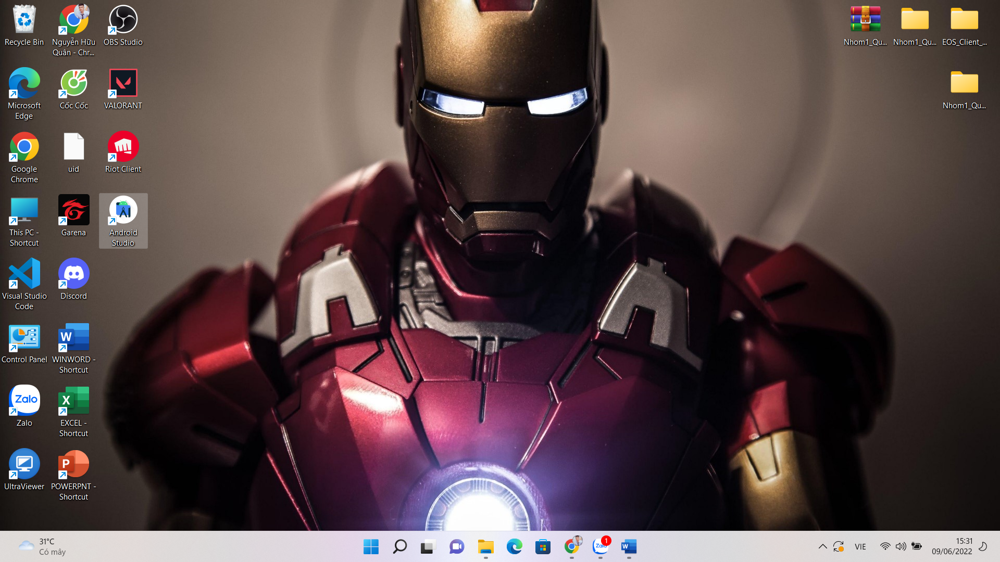 Recycle Bin
Nguyễn Hữu
Quân - Chr...
OBS Studio
Microsoft
Edge
Cốc Cốc
VALORANT
Google
Chrome
uid
Riot Client
This PC -
Shortcut
Garena
Android
Studio
Visual Studio
Code
Discord
Control Panel
W
WINWORD -
Shortcut
Zalo
Zalo
X
EXCEL -
Shortcut
UltraViewer
P
POWERPNT -
Shortcut
Nhom1_Qu...
Nhom1_Qu...
EOS_Client_...
Nhom1_Qu...
31°C
Có mây
Zalo
1
W
VIE
15:31
09/06/2022